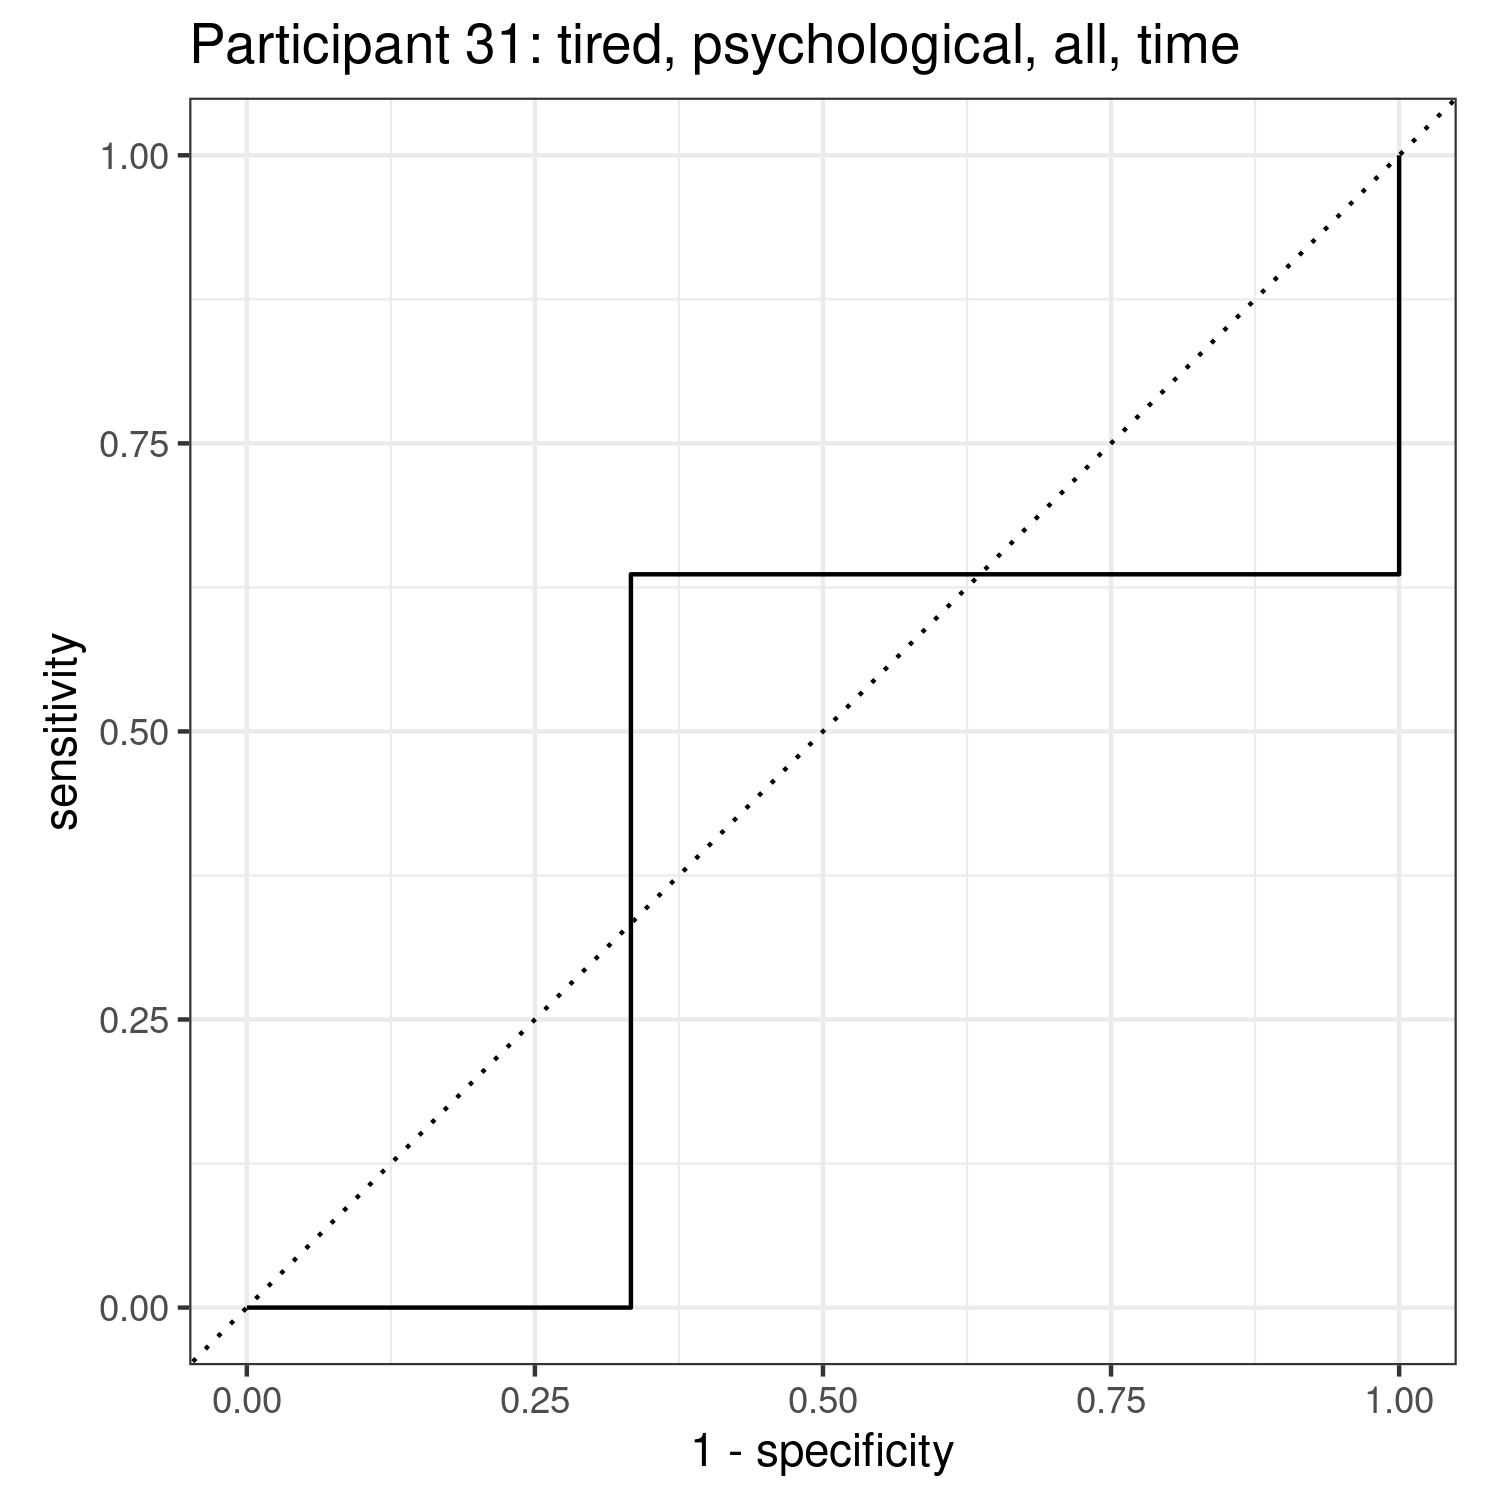 Participant 31: tired, psychological, all, time
1.00
0.75
0.50
0.25
0.00
sensitivity
0.00 0.25 0.50 0.75 1.00
1 - specificity